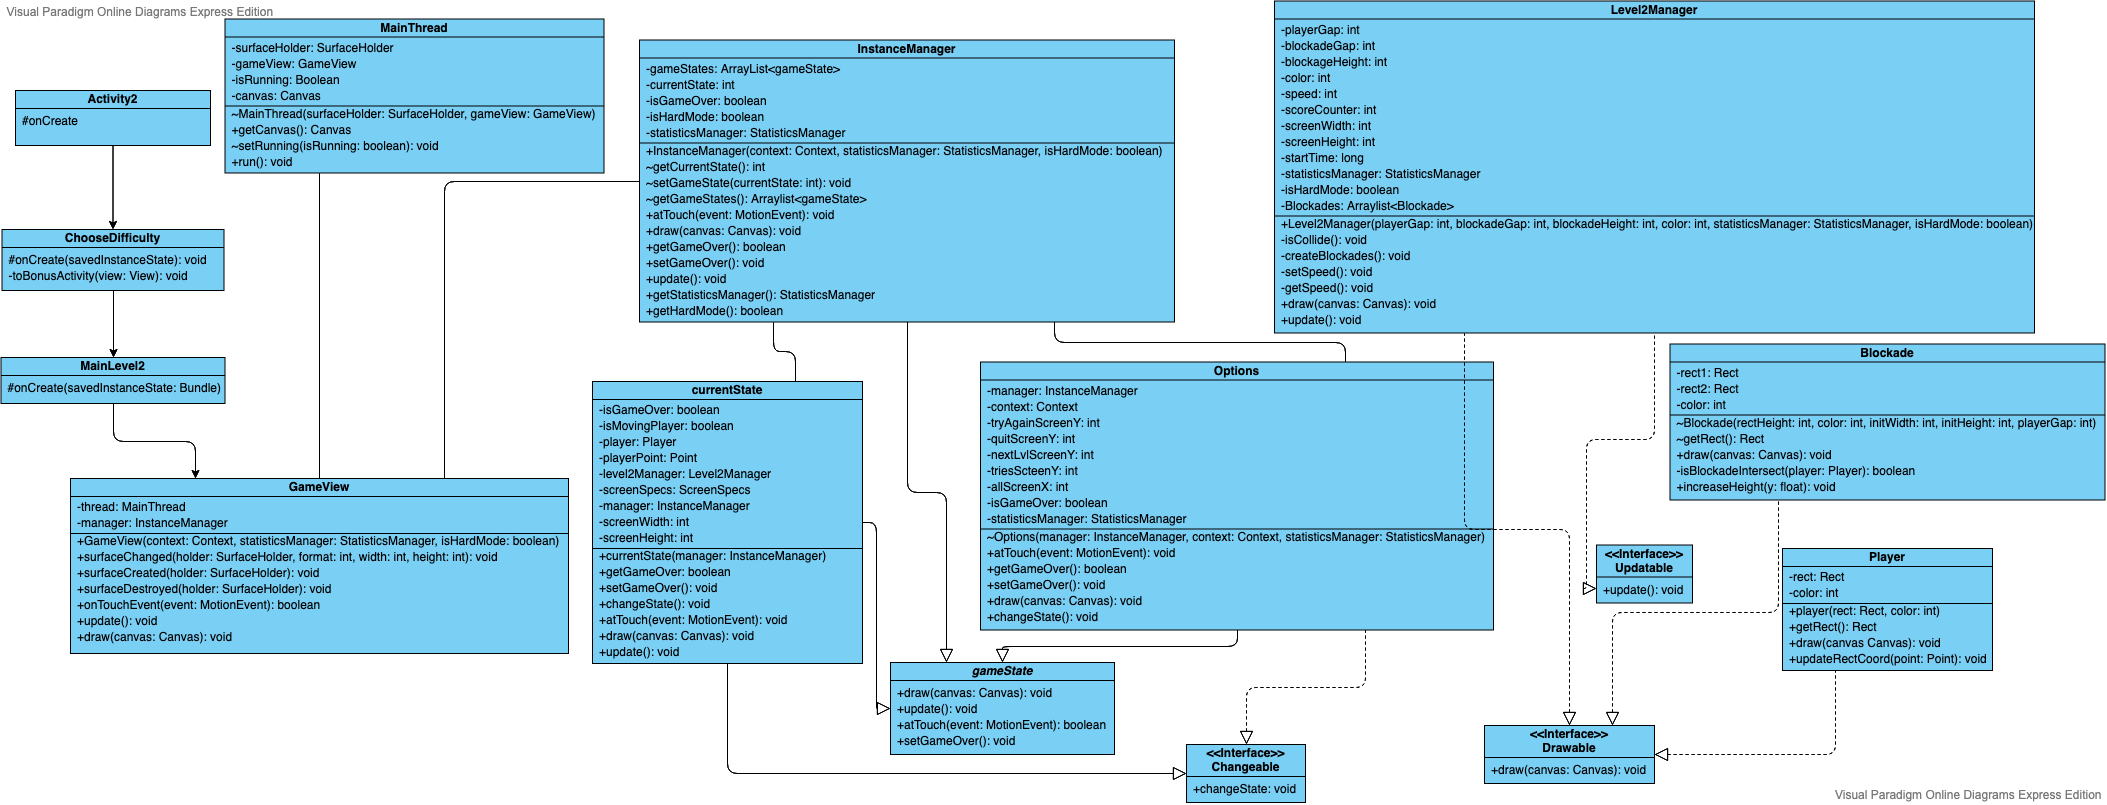 Visual Paradigm Online Diagrams Express Edition
MainThread
-surfaceHolder: SurfaceHolder
-gameView: GameView
-isRunning: Boolean
-canvas: Canvas
~MainThread(surfaceHolder: SurfaceHolder, gameView: GameView)
+getCanvas(): Canvas
~setRunning(isRunning: boolean): void
+run(): void
Activity2
#onCreate
ChooseDifficulty
#onCreate(savedInstanceState): void
-toBonusActivity(view: View): void
MainLevel2
#onCreate(savedInstanceState: Bundle)
GameView
-thread: MainThread
-manager: InstanceManager
+GameView(context: Context, statisticsManager: StatisticsManager, isHardMode: boolean)
+surfaceChanged(holder: SurfaceHolder, format: int, width: int, height: int): void
+surfaceCreated(holder: SurfaceHolder): void
+surfaceDestroyed(holder: SurfaceHolder): void
+onTouchEvent(event: MotionEvent): boolean
+update(): void
+draw(canvas: Canvas): void
InstanceManager
-gameStates: ArrayList<gameState>
-currentState: int
-isGameOver: boolean
-isHardMode: boolean
-statisticsManager: StatisticsManager
+InstanceManager(context: Context, statisticsManager: StatisticsManager, isHardMode: boolean)
~getCurrentState(): int
~setGameState(currentState: int): void
~getGameStates(): Arraylist<gameState>
+atTouch(event: MotionEvent): void
+draw(canvas: Canvas): void
+getGameOver(): boolean
+setGameOver(): void
+update(): void
+getStatisticsManager(): StatisticsManager
+getHardMode(): boolean
currentState
-isGameOver: boolean
-isMovingPlayer: boolean
-player: Player
-playerPoint: Point
-level2Manager: Level2Manager
-screenSpecs: ScreenSpecs
-manager: InstanceManager
-screenWidth: int
-screenHeight: int
+currentState(manager: InstanceManager)
+getGameOver: boolean
+setGameOver(): void
+changeState(): void
+atTouch(event: MotionEvent): void
+draw(canvas: Canvas): void
+update(): void
Options
-manager: InstanceManager
-context: Context
-tryAgainScreenY: int
-quitScreenY: int
-nextLvlScreenY: int
-triesScteenY: int
-allScreenX: int
-isGameOver: boolean
-statisticsManager: StatisticsManager
~Options(manager: InstanceManager, context: Context, statisticsManager: StatisticsManager)
+atTouch(event: MotionEvent): void
+getGameOver(): boolean
+setGameOver(): void
+draw(canvas: Canvas): void
+changeState(): void
gameState
+draw(canvas: Canvas): void
+update(): void
+atTouch(event: MotionEvent): boolean
+setGameOver(): void
<<Interface>>
Changeable
+changeState: void
Level2Manager
-playerGap: int
-blockadeGap: int
-blockageHeight: int
-color: int
-speed: int
-scoreCounter: int
-screenWidth: int
-screenHeight: int
-startTime: long
-statisticsManager: StatisticsManager
-isHardMode: boolean
-Blockades: Arraylist<Blockade>
+Level2Manager(playerGap: int, blockadeGap: int, blockadeHeight: int, color: int, statisticsManager: StatisticsManager, isHardMode: boolean)
-isCollide(): void
-createBlockades(): void
-setSpeed(): void
-getSpeed(): void
+draw(canvas: Canvas): void
+update(): void
Blockade
-rect1: Rect
-rect2: Rect
-color: int
~Blockade(rectHeight: int, color: int, initWidth: int, initHeight: int, playerGap: int)
~getRect(): Rect
+draw(canvas: Canvas): void
-isBlockadeIntersect(player: Player): boolean
+increaseHeight(y: float): void
<<Interface>>
Updatable
+update(): void
Player
-rect: Rect
-color: int
+player(rect: Rect, color: int)
+getRect(): Rect
+draw(canvas Canvas): void
+updateRectCoord(point: Point): void
<<Interface>>
Drawable
+draw(canvas: Canvas): void
Visual Paradigm Online Diagrams Express Edition